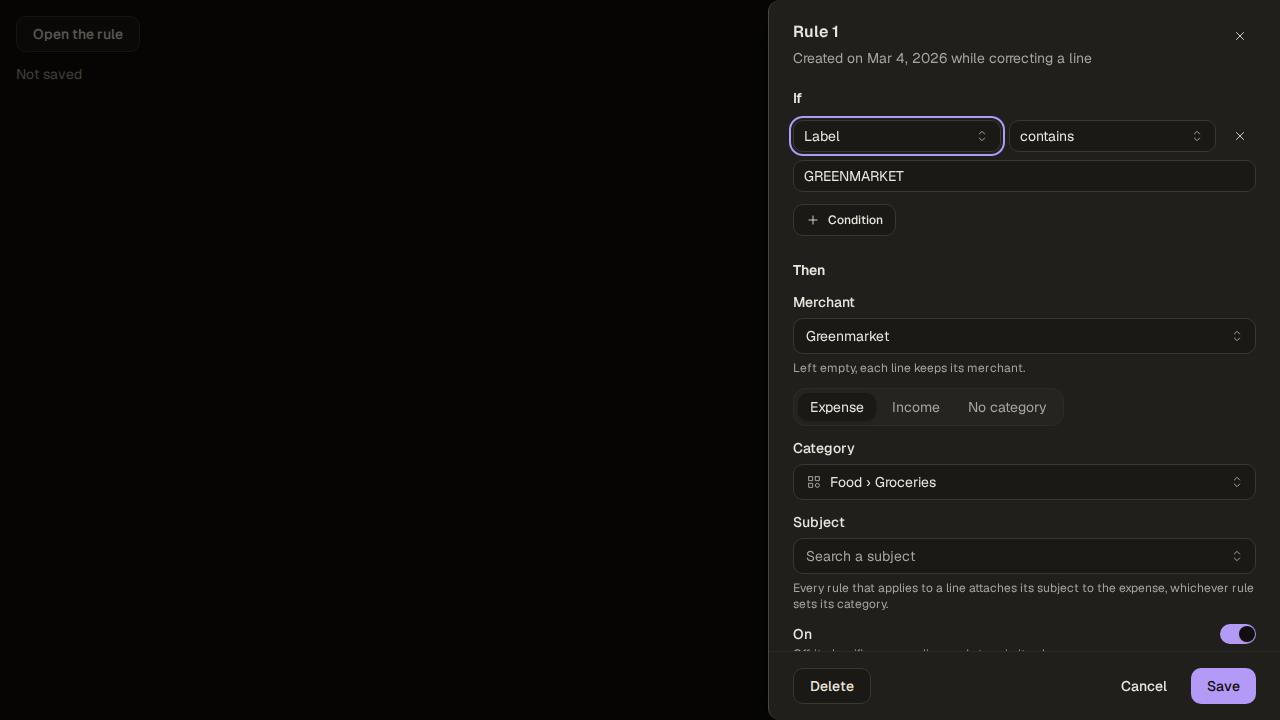 Open the rule
Not saved
Rule 1
Created on Mar 4, 2026 while correcting a line
If
Label
contains
GREENMARKET
Condition
Then
Merchant
Greenmarket
Left empty, each line keeps its merchant.
Expense
Income
No category
Category
Food › Groceries
Subject
Search a subject
Every rule that applies to a line attaches its subject to the expense, whichever rule
sets its category.
On
Delete
Cancel
Save